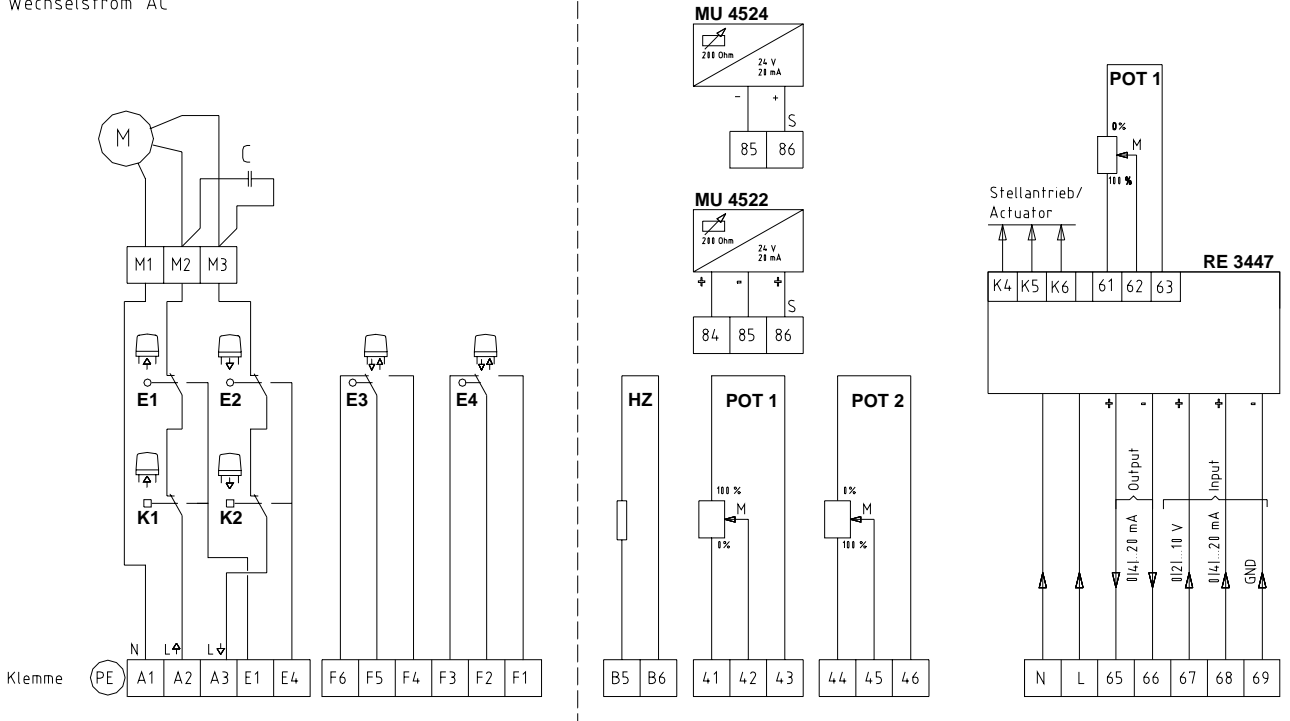 Wechselstrom AC
M
C
M1 M2 M3
E1 E2 E3 E4
K1 K2
N L L
Klemme PE A1 A2 A3 E1 E4 F6 F5 F4 F3 F2 F1
MU 4524
200 Ohm
24 V
20 mA
- +
S
85 86
MU 4522
200 Ohm
24 V
20 mA
+ - +
S
84 85 86
HZ
B5 B6
POT 1
100 %
M
0%
41 42 43
POT 2
0%
M
100 %
44 45 46
POT 1
0%
M
100 %
Stellantrieb/
Actuator
RE 3447
K4 K5 K6 61 62 63
+ - + + -
Output
Input
0(4)...20 mA
0(2)...10 V
0(4)...20 mA
GND
N L 65 66 67 68 69